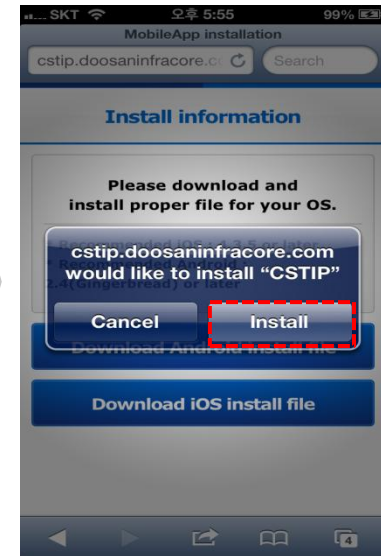 SKT 오후 5:55 99%
MobileApp installation
cstip.doosaninfracore.c Search
Install information
Please download and
install proper file for your OS.
cstip.doosaninfracore.com
would like to install “CSTIP”
2.4(Gingerbread) or later
Cancel Install
Download Android install file
Download iOS install file
4